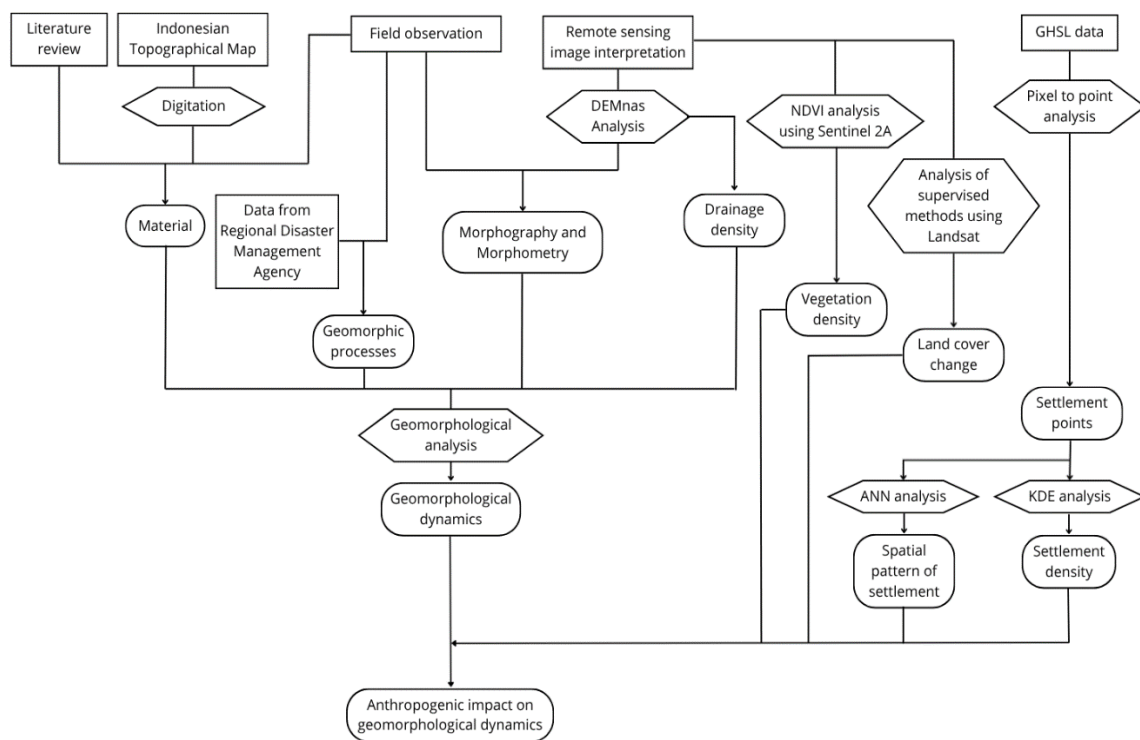 Literature
review
Indonesian
Topographical Map
Field observation
Remote sensing
image interpretation
GHSL data
Digitation
DEMnas
Analysis
NDVI analysis
using Sentinel 2A
Pixel to point
analysis
Analysis of
supervised
methods using
Landsat
Material
Data from
Regional Disaster
Management
Agency
Morphography and
Morphometry
Drainage
density
Vegetation
density
Geomorphic
processes
Land cover
change
Settlement
points
Geomorphological
analysis
Geomorphological
dynamics
ANN analysis
KDE analysis
Spatial
pattern of
settlement
Settlement
density
Anthropogenic impact on
geomorphological dynamics